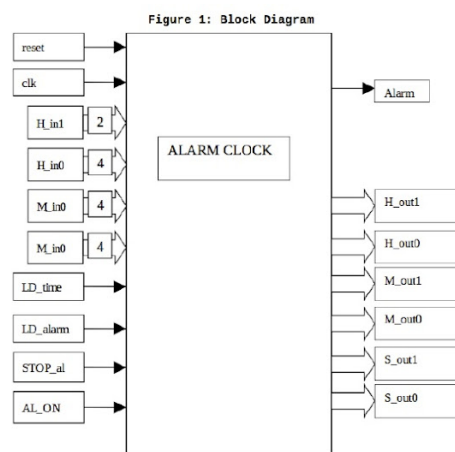 Figure 1: Block Diagram
reset
clk
H_in1
2
H_in0
4
M_in0
4
M_in0
4
LD_time
LD_alarm
STOP_al
AL_ON
ALARM CLOCK
Alarm
H_out1
H_out0
M_out1
M_out0
S_out1
S_out0